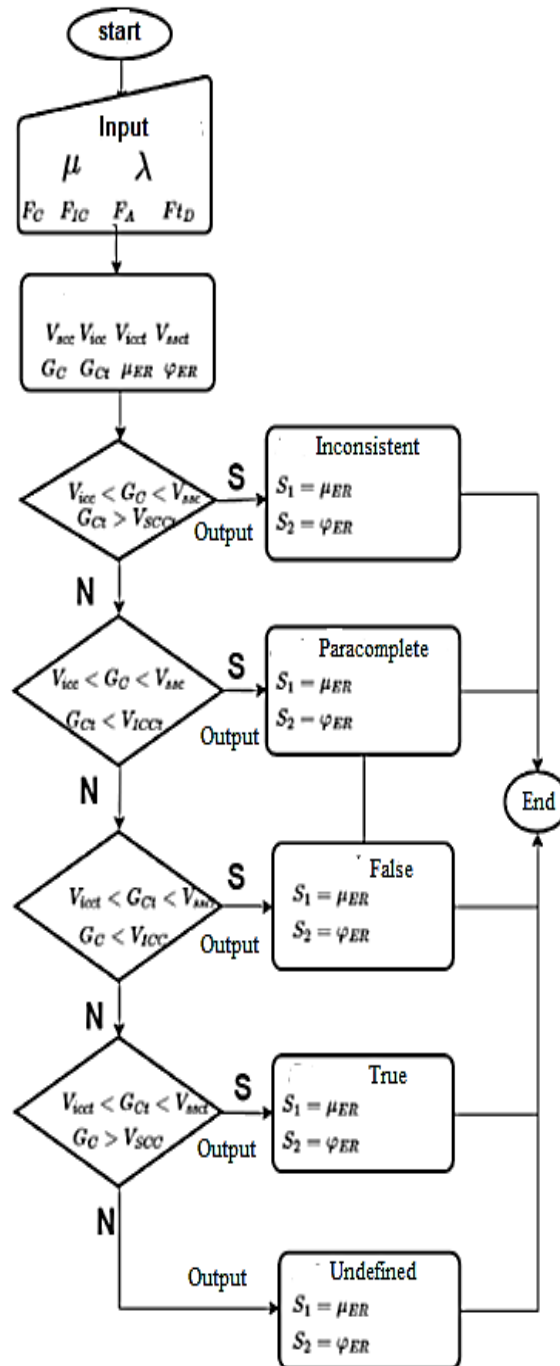 start
Input
μ λ
F_C F_IC F_A Ft_D
V_scc V_icc V_icct V_ssct
G_C G_Ct μ_ER φ_ER
V_icc < G_C < V_ssc
G_Ct > V_SCCt
S
Output
Inconsistent
S_1 = μ_ER
S_2 = φ_ER
N
V_icc < G_C < V_ssc
G_Ct < V_ICCt
S
Output
Paracomplete
S_1 = μ_ER
S_2 = φ_ER
End
N
V_icct < G_Ct < V_ssct
G_C < V_ICC
S
Output
False
S_1 = μ_ER
S_2 = φ_ER
N
V_icct < G_Ct < V_ssct
G_C > V_SCC
S
Output
True
S_1 = μ_ER
S_2 = φ_ER
N
Output
Undefined
S_1 = μ_ER
S_2 = φ_ER